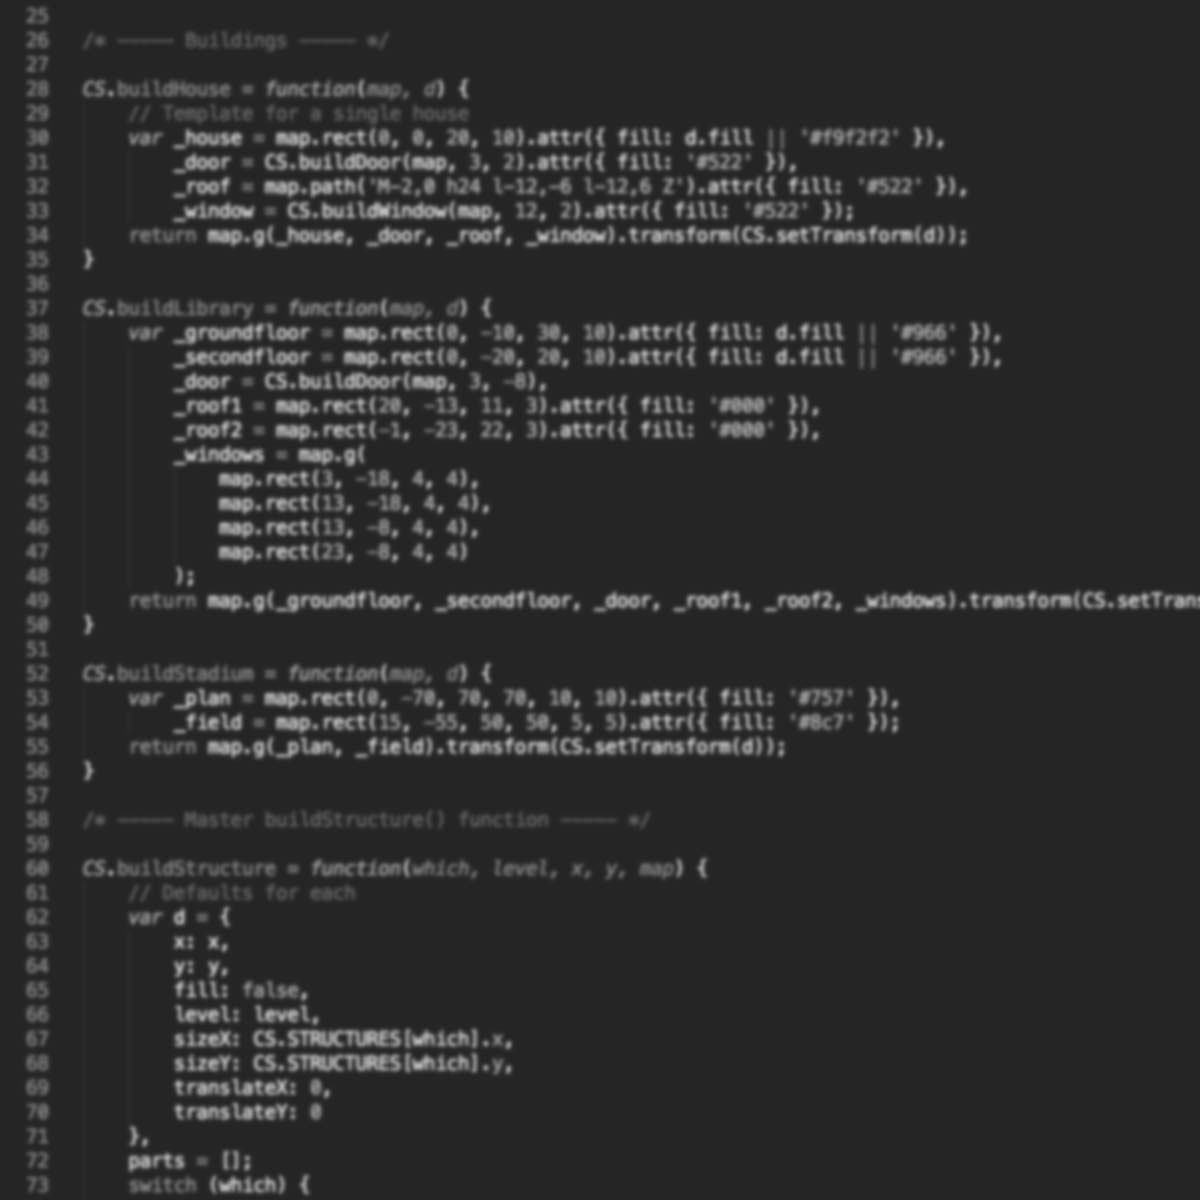 25
26 /* ––––– Buildings ––––– */
27
28 CS.buildHouse = function(map, d) {
29 // Template for a single house
30 var _house = map.rect(0, 0, 20, 10).attr({ fill: d.fill || '#f9f2f2' }),
31 _door = CS.buildDoor(map, 3, 2).attr({ fill: '#522' }),
32 _roof = map.path('M-2,0 h24 l-12,-6 l-12,6 Z').attr({ fill: '#522' }),
33 _window = CS.buildWindow(map, 12, 2).attr({ fill: '#522' });
34 return map.g(_house, _door, _roof, _window).transform(CS.setTransform(d));
35 }
36
37 CS.buildLibrary = function(map, d) {
38 var _groundfloor = map.rect(0, -10, 30, 10).attr({ fill: d.fill || '#966' }),
39 _secondfloor = map.rect(0, -20, 20, 10).attr({ fill: d.fill || '#966' }),
40 _door = CS.buildDoor(map, 3, -8),
41 _roof1 = map.rect(20, -13, 11, 3).attr({ fill: '#000' }),
42 _roof2 = map.rect(-1, -23, 22, 3).attr({ fill: '#000' }),
43 _windows = map.g(
44 map.rect(3, -18, 4, 4),
45 map.rect(13, -18, 4, 4),
46 map.rect(13, -8, 4, 4),
47 map.rect(23, -8, 4, 4)
48 );
49 return map.g(_groundfloor, _secondfloor, _door, _roof1, _roof2, _windows).transform(CS.setTrans
50 }
51
52 CS.buildStadium = function(map, d) {
53 var _plan = map.rect(0, -70, 70, 70, 10, 10).attr({ fill: '#757' }),
54 _field = map.rect(15, -55, 50, 50, 5, 5).attr({ fill: '#8c7' });
55 return map.g(_plan, _field).transform(CS.setTransform(d));
56 }
57
58 /* ––––– Master buildStructure() function ––––– */
59
60 CS.buildStructure = function(which, level, x, y, map) {
61 // Defaults for each
62 var d = {
63 x: x,
64 y: y,
65 fill: false,
66 level: level,
67 sizeX: CS.STRUCTURES[which].x,
68 sizeY: CS.STRUCTURES[which].y,
69 translateX: 0,
70 translateY: 0
71 },
72 parts = [];
73 switch (which) {